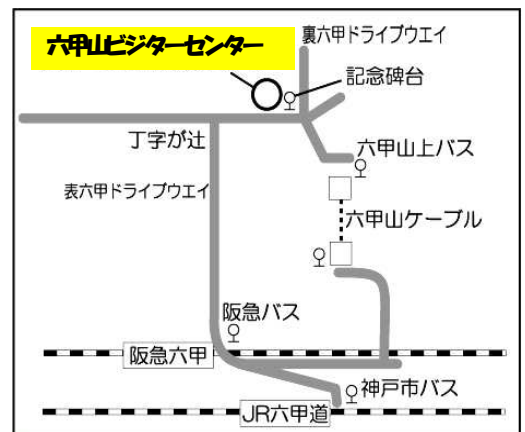 六甲山ビジターセンター
裏六甲ドライブウエイ
記念碑台
丁字が辻
六甲山上バス
表六甲ドライブウエイ
六甲山ケーブル
阪急バス
阪急六甲
神戸市バス
JR六甲道